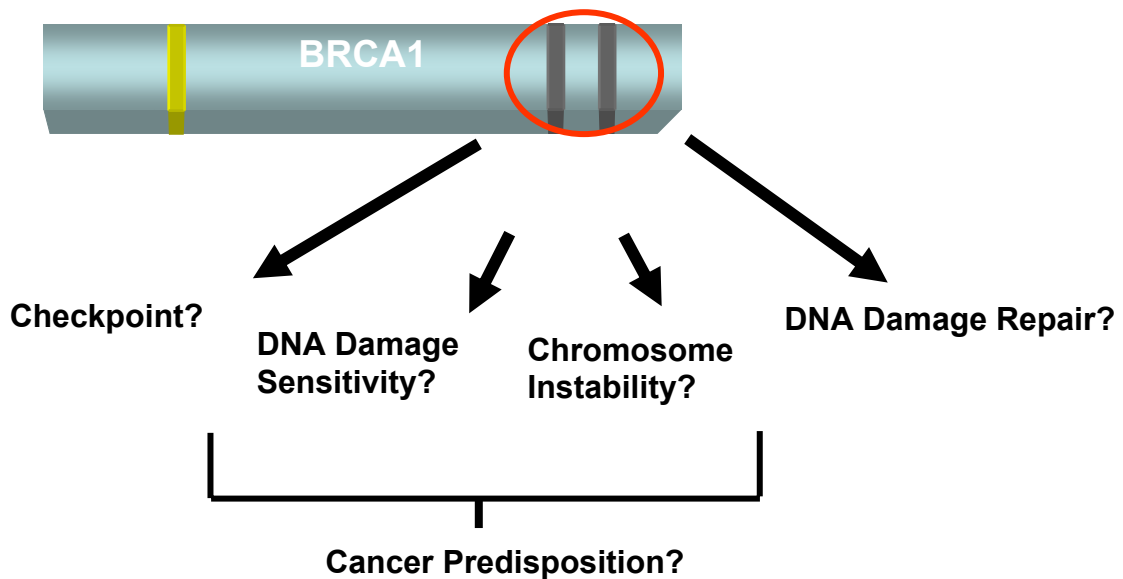 BRCA1
Checkpoint?
DNA Damage
Sensitivity?
Chromosome
Instability?
DNA Damage Repair?
Cancer Predisposition?